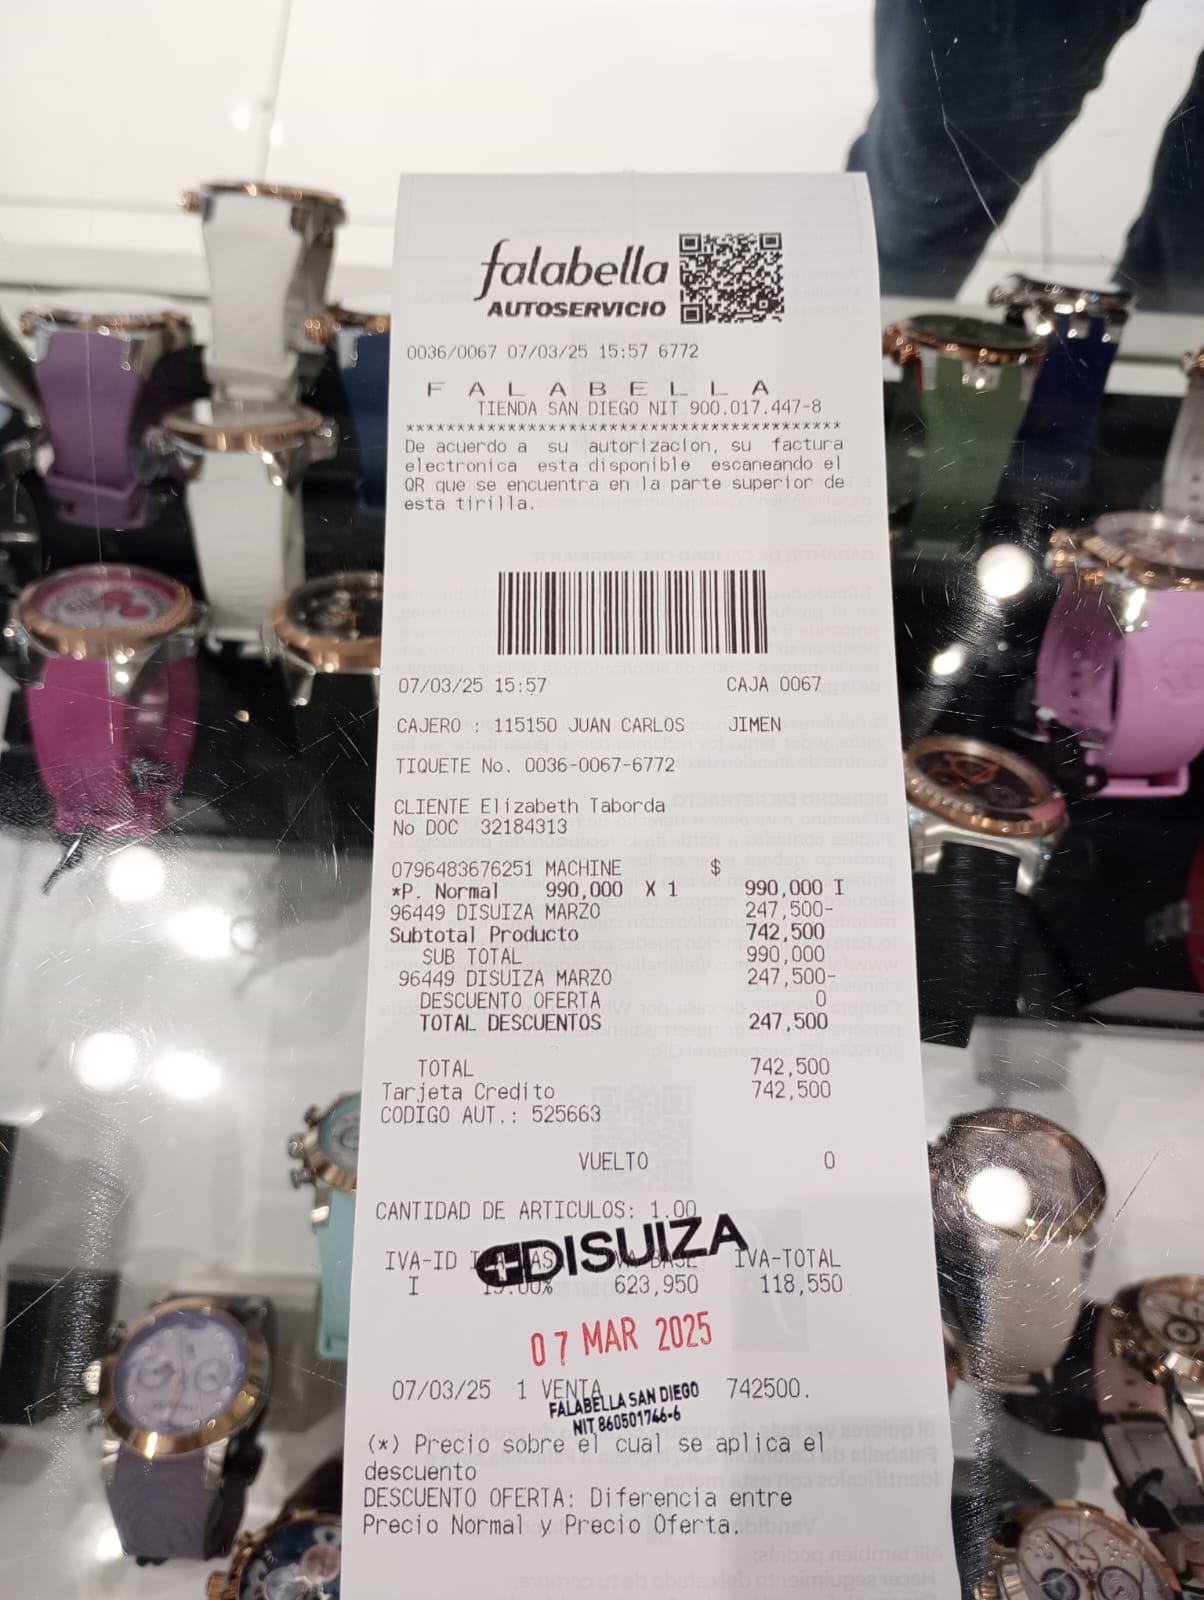 falabella
AUTOSERVICIO
0036/0067 07/03/25 15:57 6772
F A L A B E L L A
TIENDA SAN DIEGO NIT 900.017.447-8
******************************************
De acuerdo a su autorizacion, su factura
electronica esta disponible escaneando el
QR que se encuentra en la parte superior de
esta tirilla.
07/03/25 15:57 CAJA 0067
CAJERO : 115150 JUAN CARLOS JIMEN
TIQUETE No. 0036-0067-6772
CLIENTE Elizabeth Taborda
No DOC 32184313
0796483676251 MACHINE $
*P. Normal 990,000 X 1 990,000 I
96449 DISUIZA MARZO 247,500-
Subtotal Producto 742,500
SUB TOTAL 990,000
96449 DISUIZA MARZO 247,500-
DESCUENTO OFERTA 0
TOTAL DESCUENTOS 247,500
TOTAL 742,500
Tarjeta Credito 742,500
CODIGO AUT.: 525663
VUELTO 0
CANTIDAD DE ARTICULOS: 1.00
DISUIZA
IVA-ID IVA-BASE IVA-TOTAL
I 19.00% 623,950 118,550
07 MAR 2025
07/03/25 1 VENTA 742500.
FALABELLA SAN DIEGO
NIT 860501746-6
(*) Precio sobre el cual se aplica el
descuento
DESCUENTO OFERTA: Diferencia entre
Precio Normal y Precio Oferta.